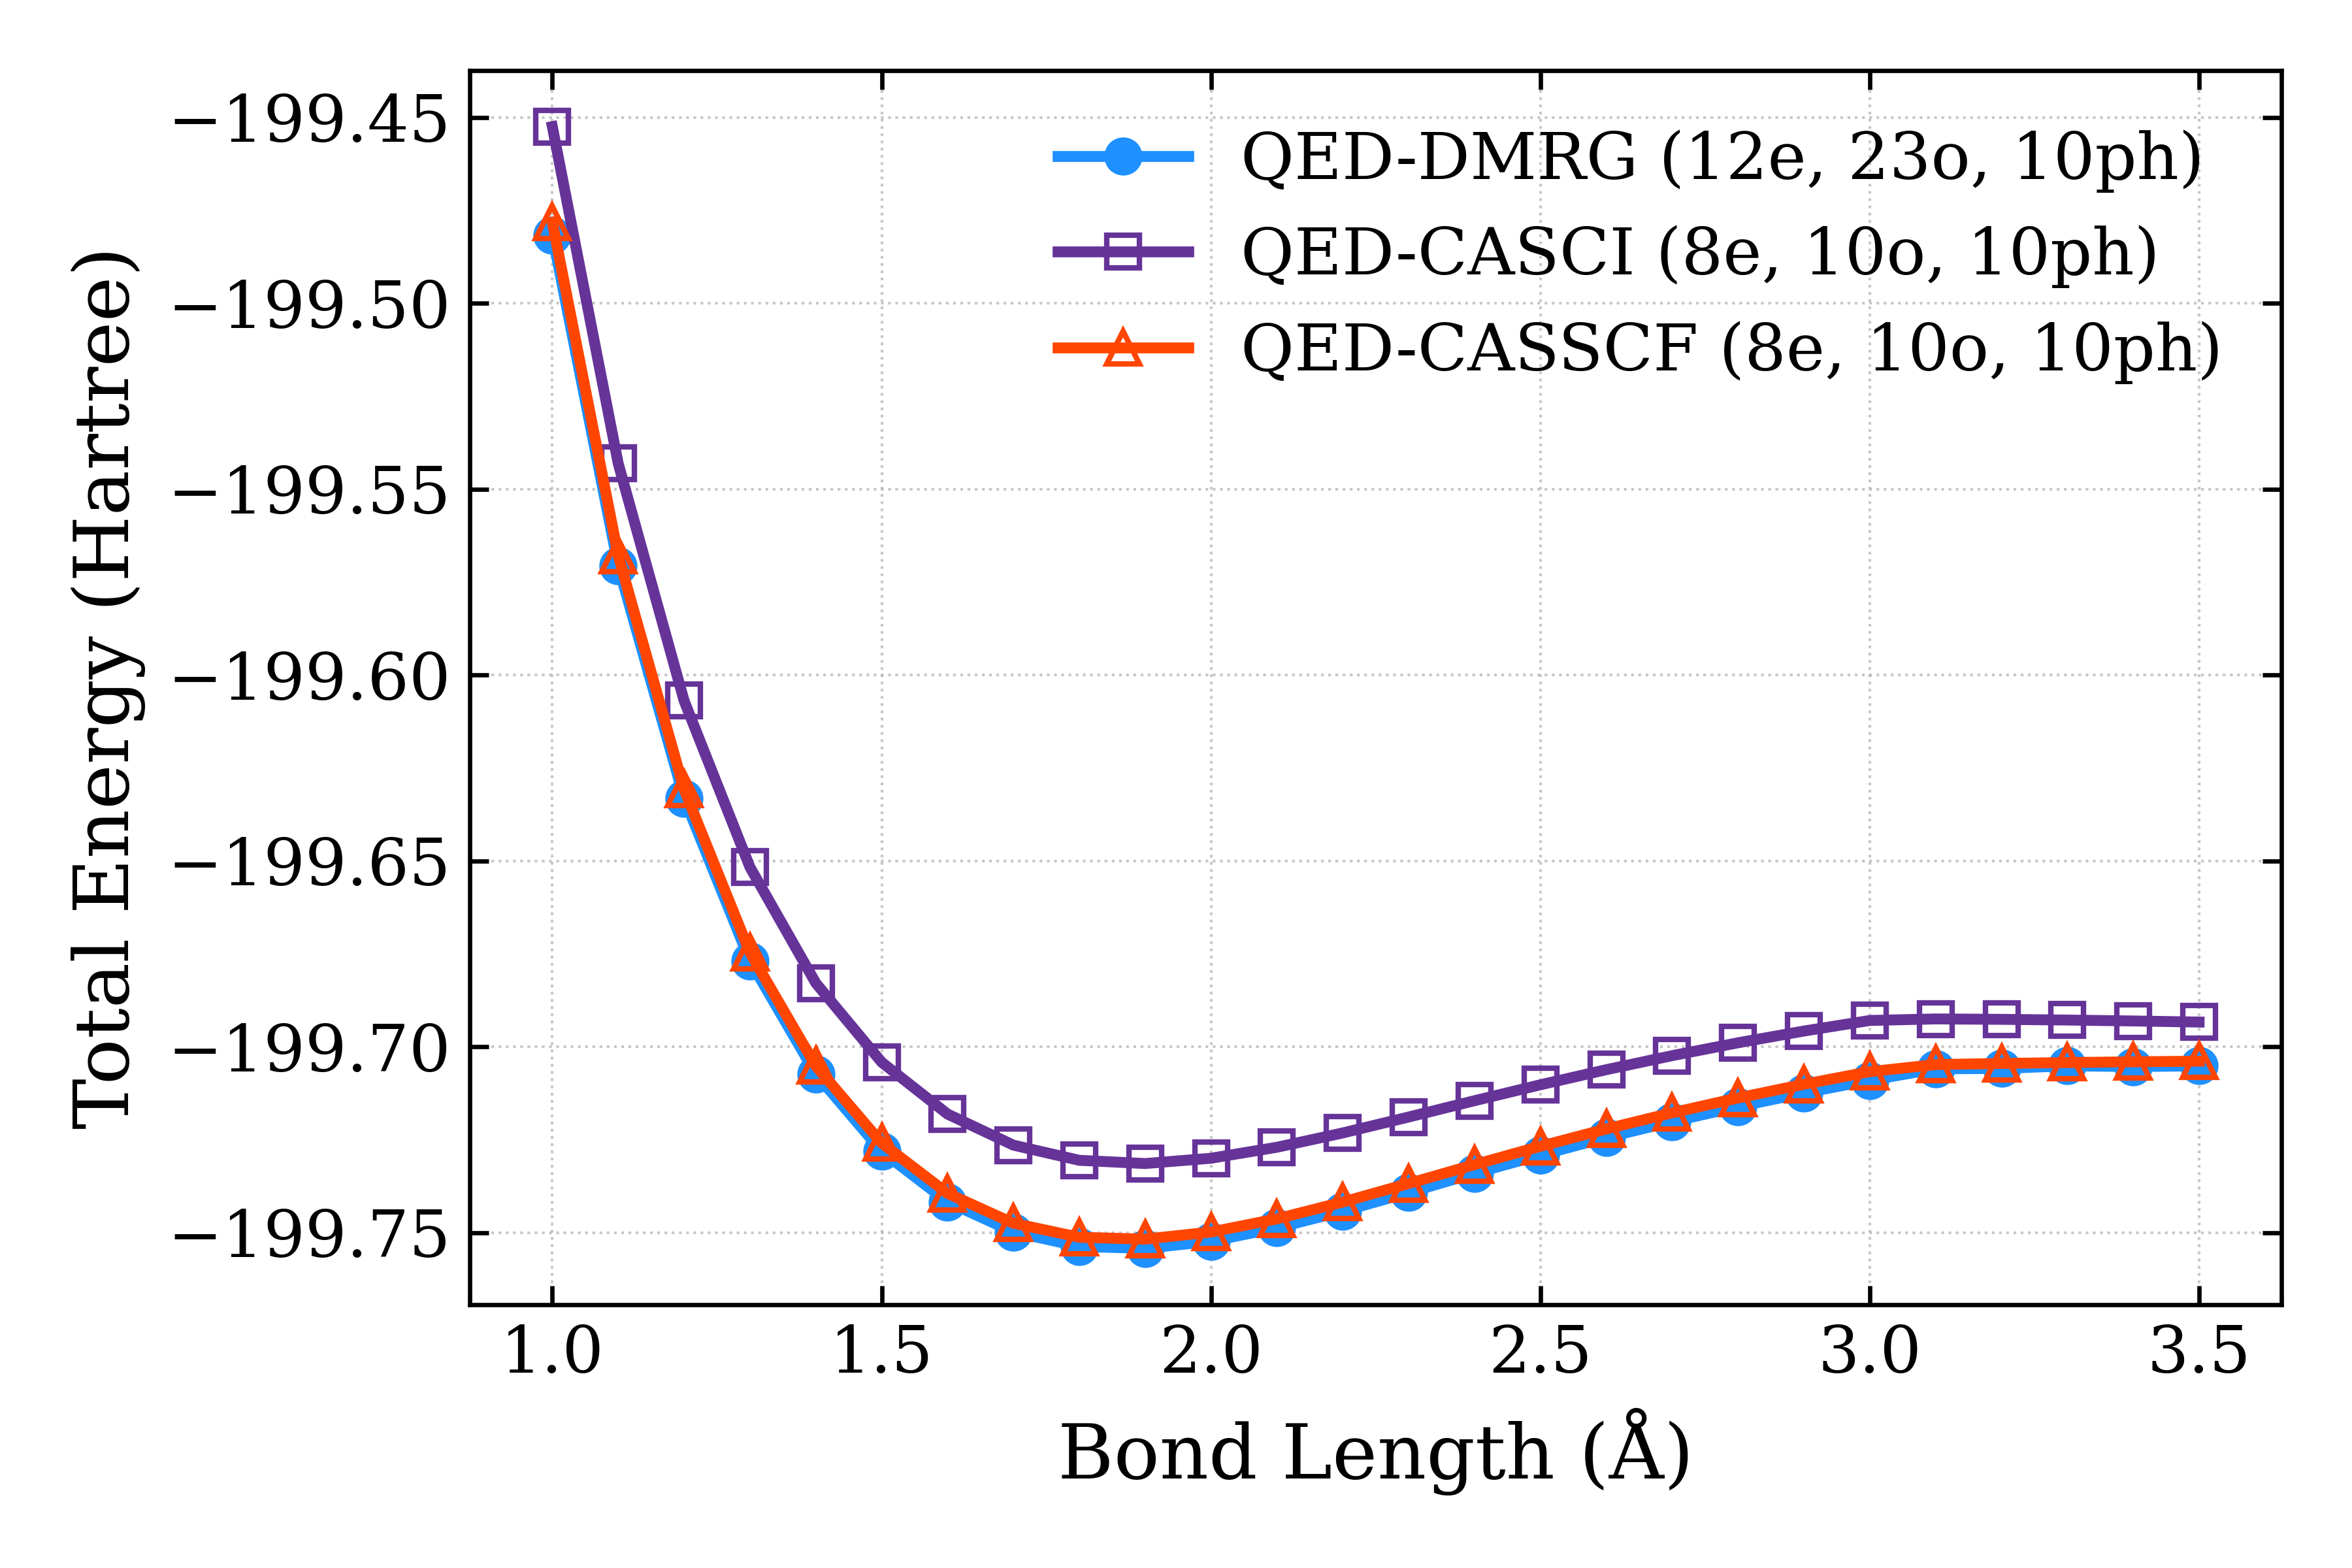 Total Energy (Hartree)
−199.45
−199.50
−199.55
−199.60
−199.65
−199.70
−199.75
QED-DMRG (12e, 23o, 10ph)
QED-CASCI (8e, 10o, 10ph)
QED-CASSCF (8e, 10o, 10ph)
1.0 1.5 2.0 2.5 3.0 3.5
Bond Length (Å)